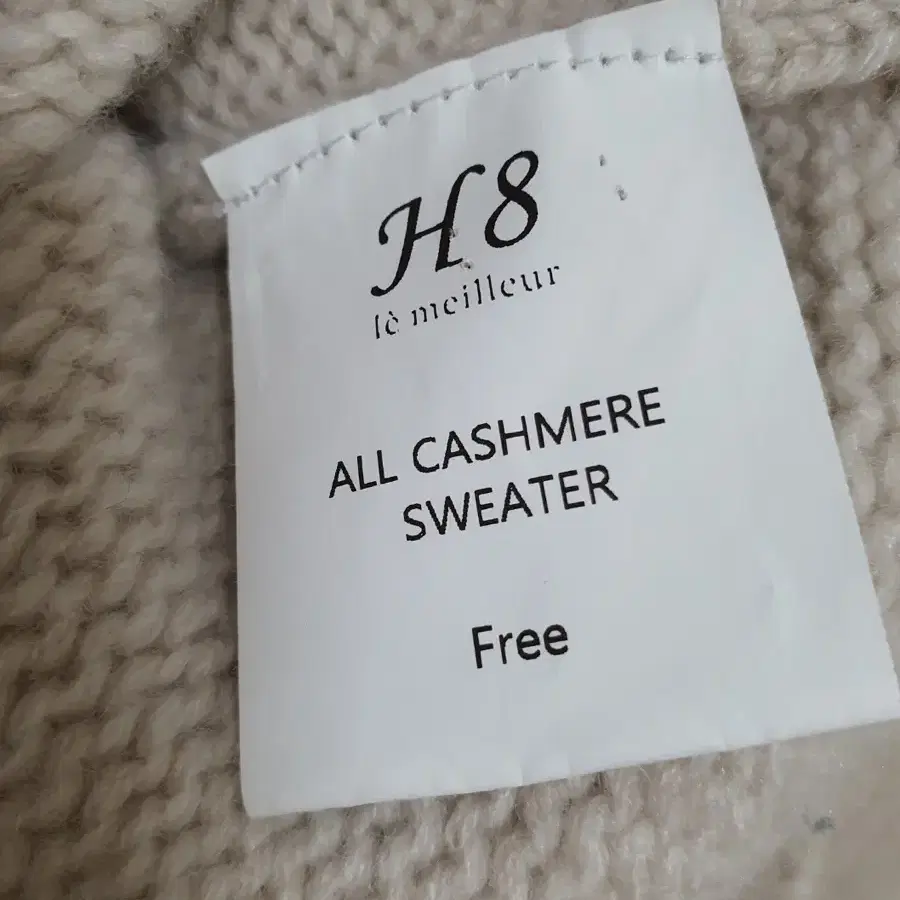 H8
lè meilleur
ALL CASHMERE
SWEATER
Free